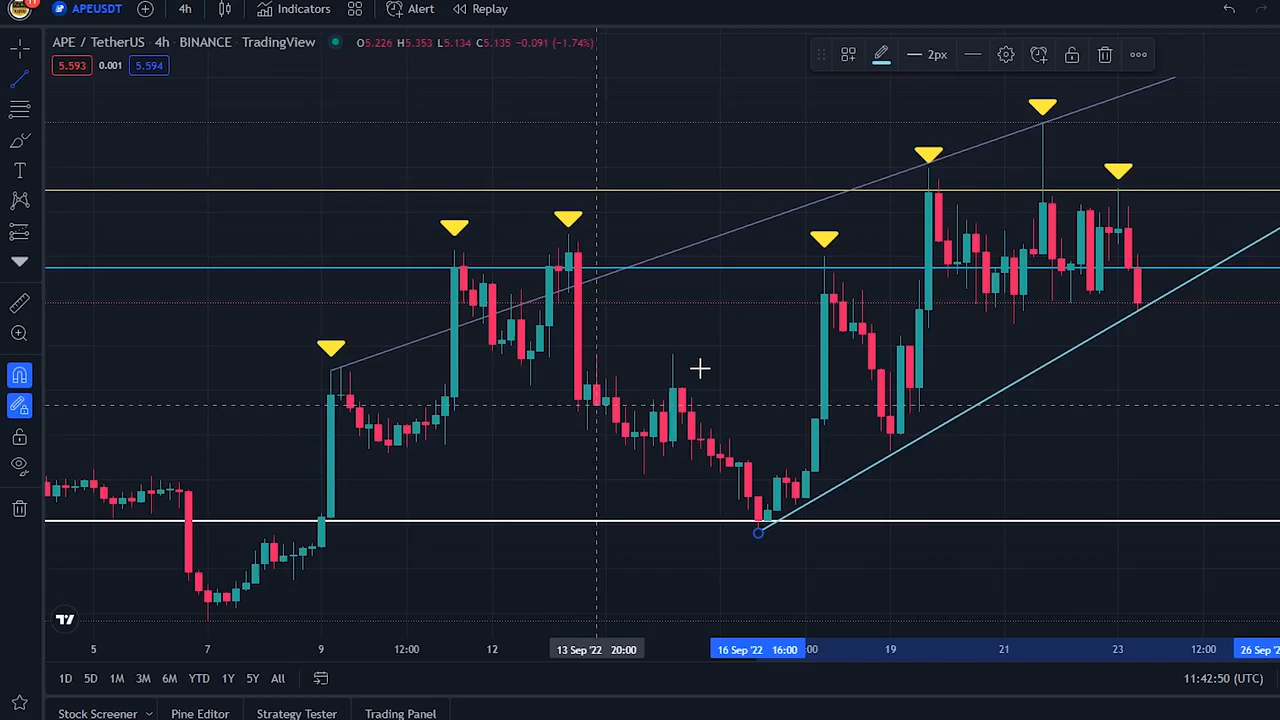 11
APEUSDT 4h Indicators Alert Replay
APE / TetherUS · 4h · BINANCE · TradingView O5.226 H5.353 L5.134 C5.135 -0.091 (-1.74%)
5.593 0.001 5.594
2px
T
5 7 9 12:00 12 13 Sep '22 20:00 16 Sep '22 16:00 :00 19 21 23 12:00 26 Sep '2
1D 5D 1M 3M 6M YTD 1Y 5Y All 11:42:50 (UTC)
Stock Screener Pine Editor Strategy Tester Trading Panel